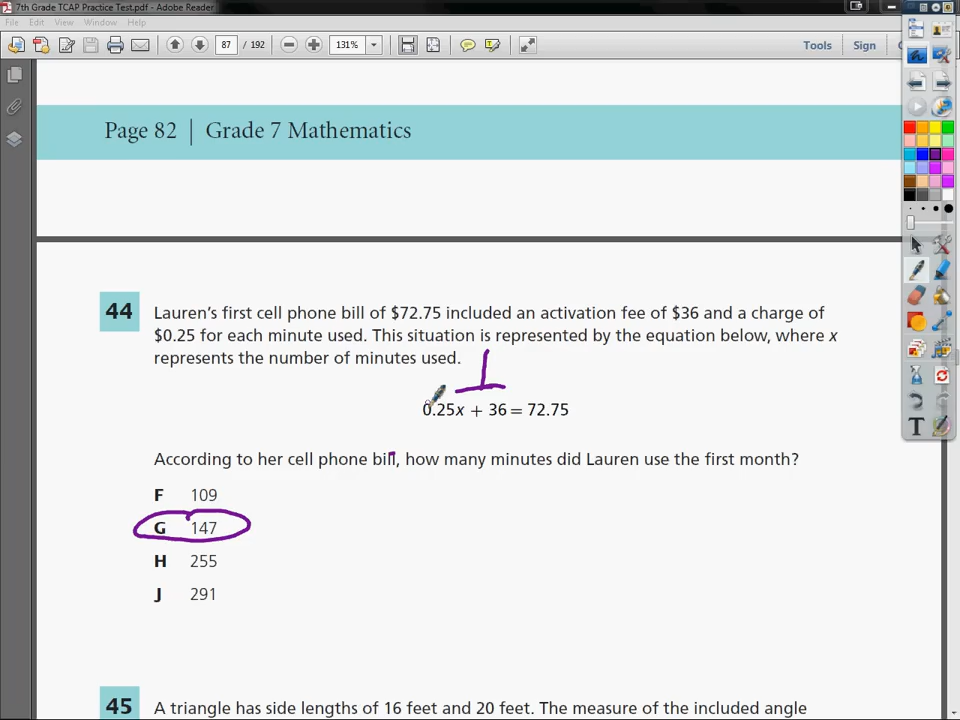 7th Grade TCAP Practice Test.pdf - Adobe Reader
File Edit View Window Help
87 / 192 131% Tools Sign
Page 82 | Grade 7 Mathematics
44 Lauren's first cell phone bill of $72.75 included an activation fee of $36 and a charge of
$0.25 for each minute used. This situation is represented by the equation below, where x
represents the number of minutes used.
0.25x + 36 = 72.75
According to her cell phone bill, how many minutes did Lauren use the first month?
F 109
G 147
H 255
J 291
45 A triangle has side lengths of 16 feet and 20 feet. The measure of the included angle